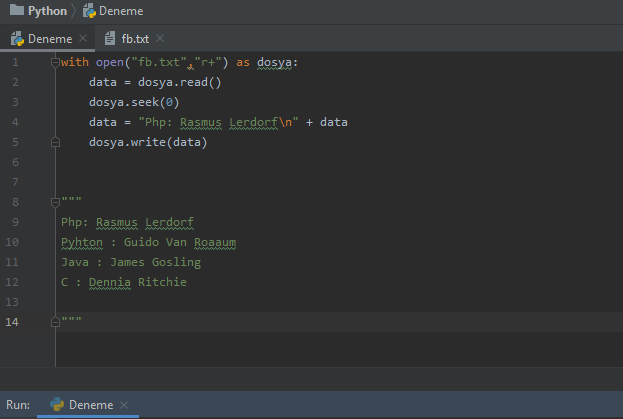 Python > Deneme
Deneme × fb.txt ×
1 with open("fb.txt","r+") as dosya:
2 data = dosya.read()
3 dosya.seek(0)
4 data = "Php: Rasmus Lerdorf\n" + data
5 dosya.write(data)
6
7
8 """
9 Php: Rasmus Lerdorf
10 Pyhton : Guido Van Roaaum
11 Java : James Gosling
12 C : Dennia Ritchie
13
14 """
Run: Deneme ×